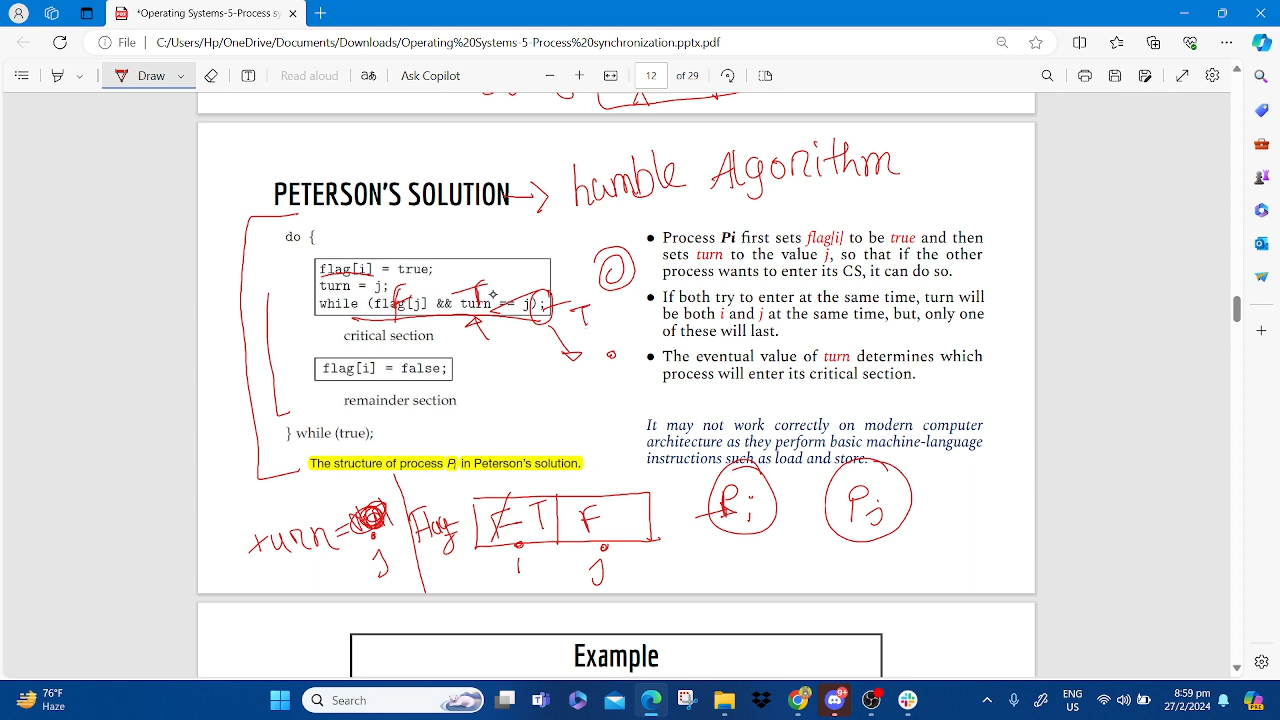 *Operating Systems-5-Process sy
File
C:/Users/Hp/OneDrive/Documents/Downloads/Operating%20Systems-5-Process%20synchronization.pptx.pdf
Draw
Read aloud
Ask Copilot
12
of 29
PETERSON'S SOLUTION
humble Algorithm
do {
flag[i] = true;
turn = j;
while (flag[j] && turn == j);
F
T
T
critical section
flag[i] = false;
remainder section
} while (true);
The structure of process Pi in Peterson's solution.
● Process Pi first sets flag[i] to be true and then
sets turn to the value j, so that if the other
process wants to enter its CS, it can do so.
● If both try to enter at the same time, turn will
be both i and j at the same time, but, only one
of these will last.
● The eventual value of turn determines which
process will enter its critical section.
It may not work correctly on modern computer
architecture as they perform basic machine-language
instructions such as load and store.
turn =
j
Flag
F T
F
i
j
Pi
Pj
Example
76°F
Haze
Search
9+
ENG
US
8:59 pm
27/2/2024